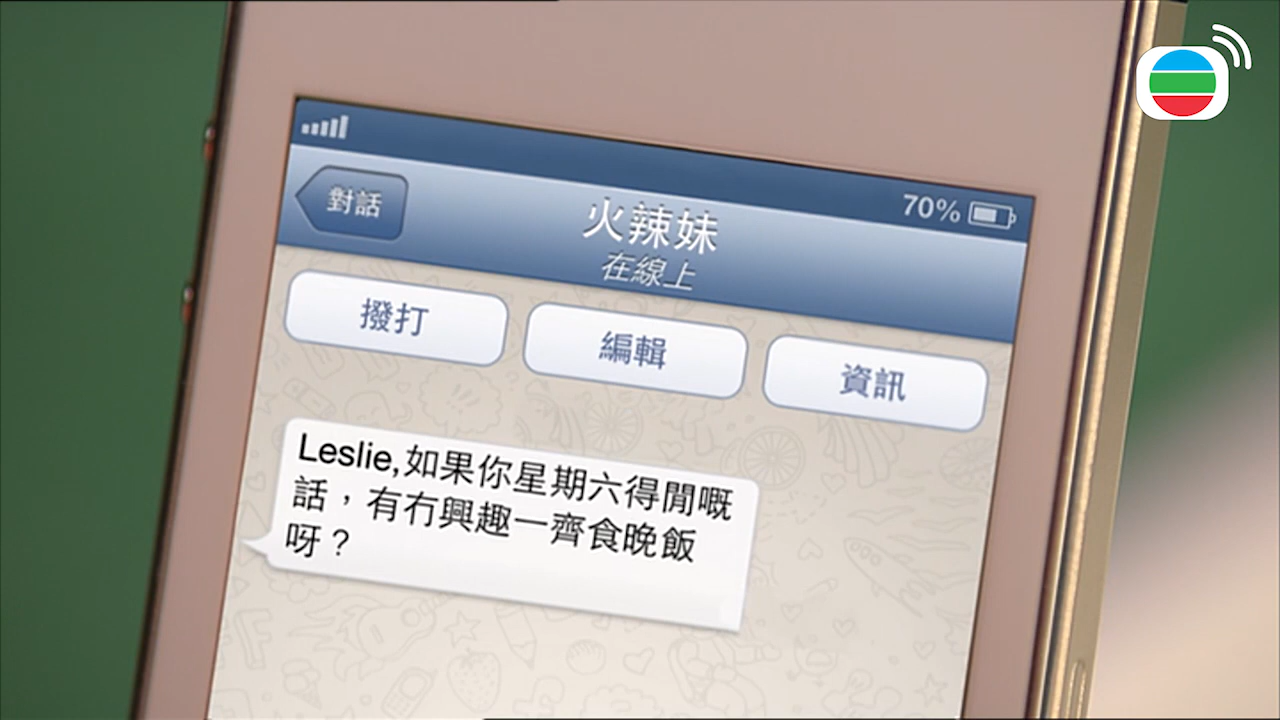 70%
對話
火辣妹
在線上
撥打
編輯
資訊
Leslie,如果你星期六得閒嘅
話，有冇興趣一齊食晚飯
呀？